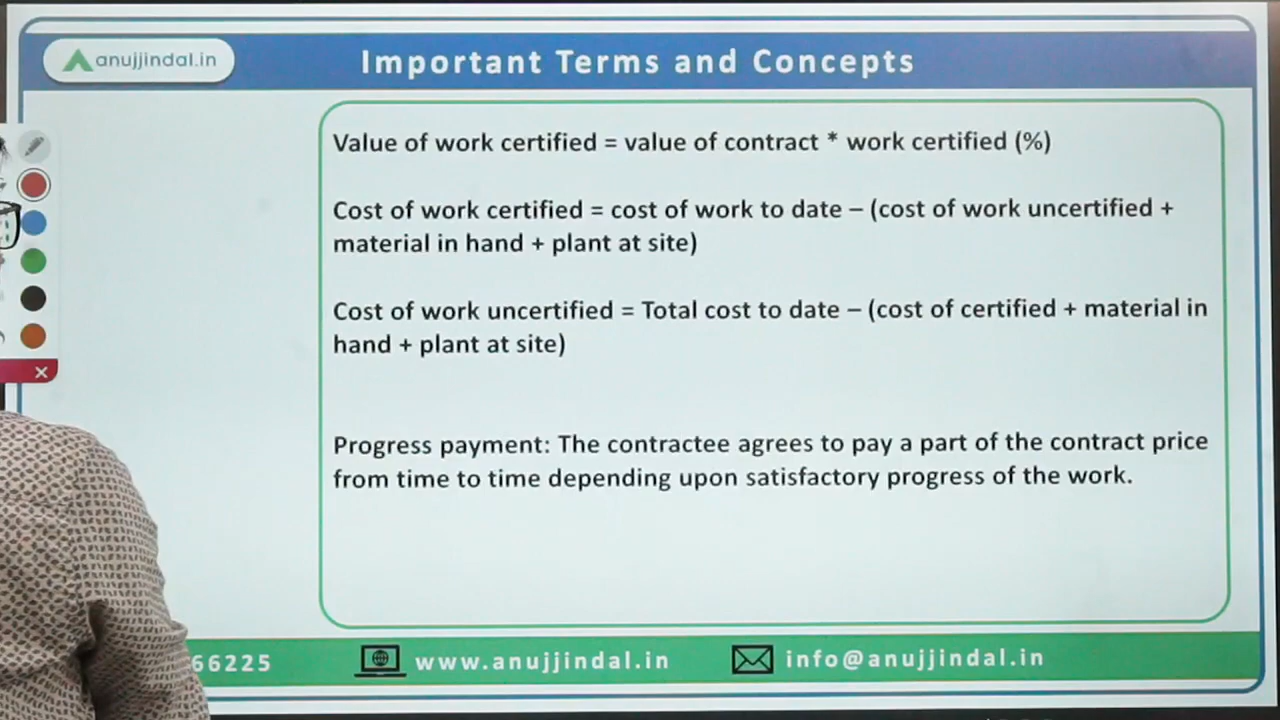 anujjindal.in
Important Terms and Concepts
Value of work certified = value of contract * work certified (%)
Cost of work certified = cost of work to date – (cost of work uncertified +
material in hand + plant at site)
Cost of work uncertified = Total cost to date – (cost of certified + material in
hand + plant at site)
Progress payment: The contractee agrees to pay a part of the contract price
from time to time depending upon satisfactory progress of the work.
66225
www.anujjindal.in
info@anujjindal.in